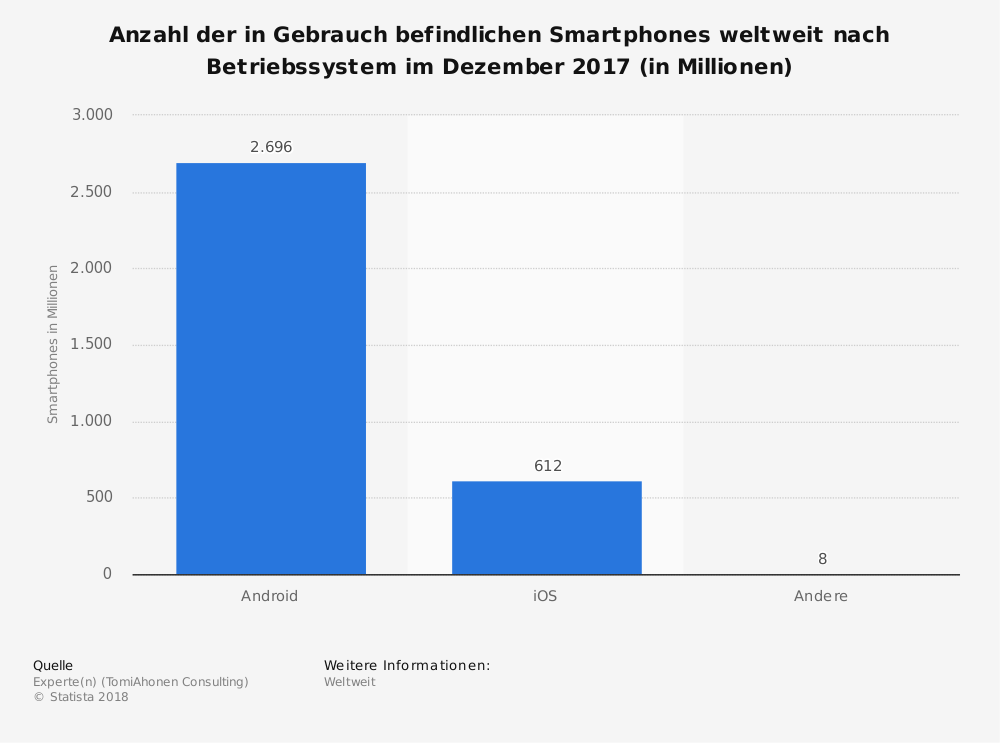 Anzahl der in Gebrauch befindlichen Smartphones weltweit nach
Betriebssystem im Dezember 2017 (in Millionen)
Smartphones in Millionen
3.000
2.500
2.000
1.500
1.000
500
0
2.696
612
8
Android
iOS
Andere
Quelle
Experte(n) (TomiAhonen Consulting)
© Statista 2018
Weitere Informationen:
Weltweit